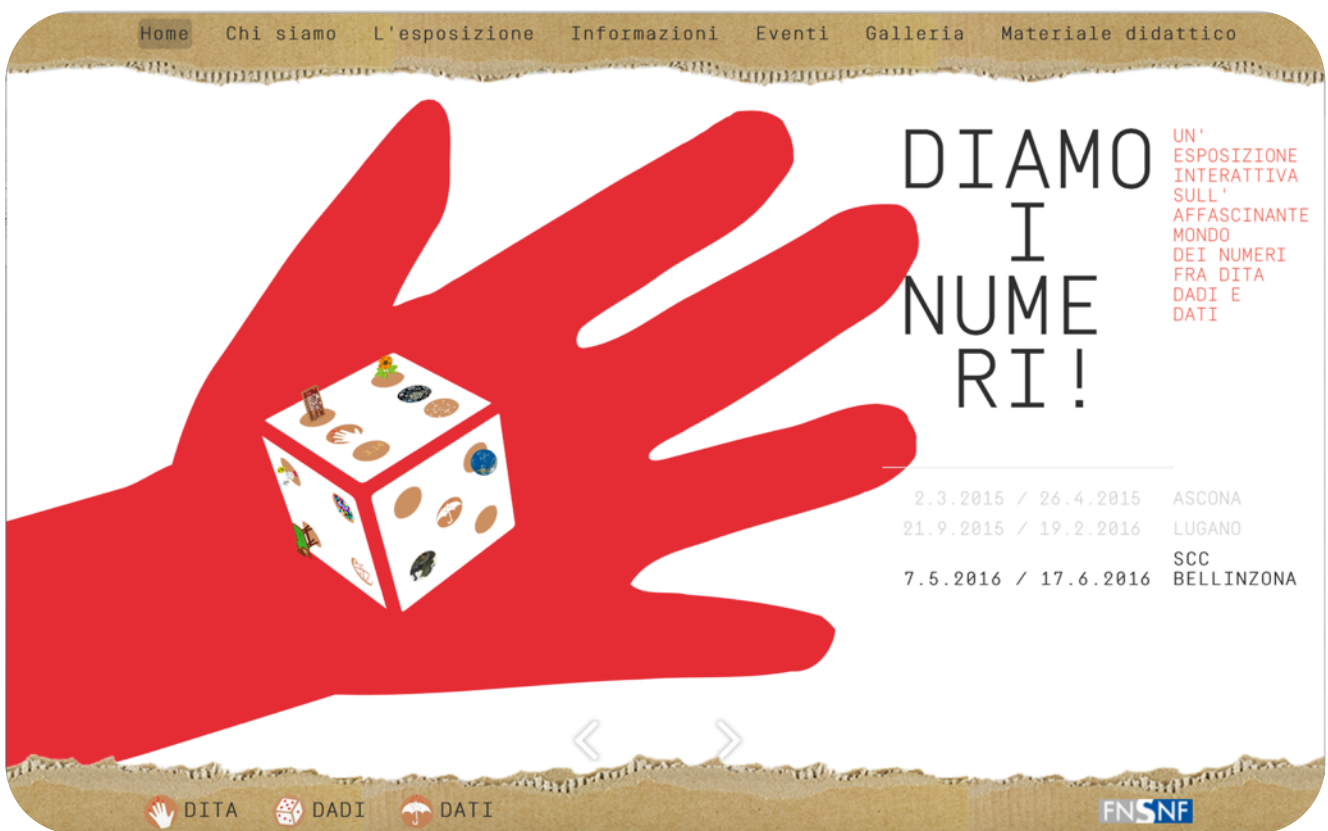 Home Chi siamo L'esposizione Informazioni Eventi Galleria Materiale didattico
DIAMO
I
NUME
RI!
UN'
ESPOSIZIONE
INTERATTIVA
SULL'
AFFASCINANTE
MONDO
DEI NUMERI
FRA DITA
DADI E
DATI
2.3.2015 / 26.4.2015 ASCONA
21.9.2015 / 19.2.2016 LUGANO
SCC
7.5.2016 / 17.6.2016 BELLINZONA
DITA DADI DATI
FNSNF